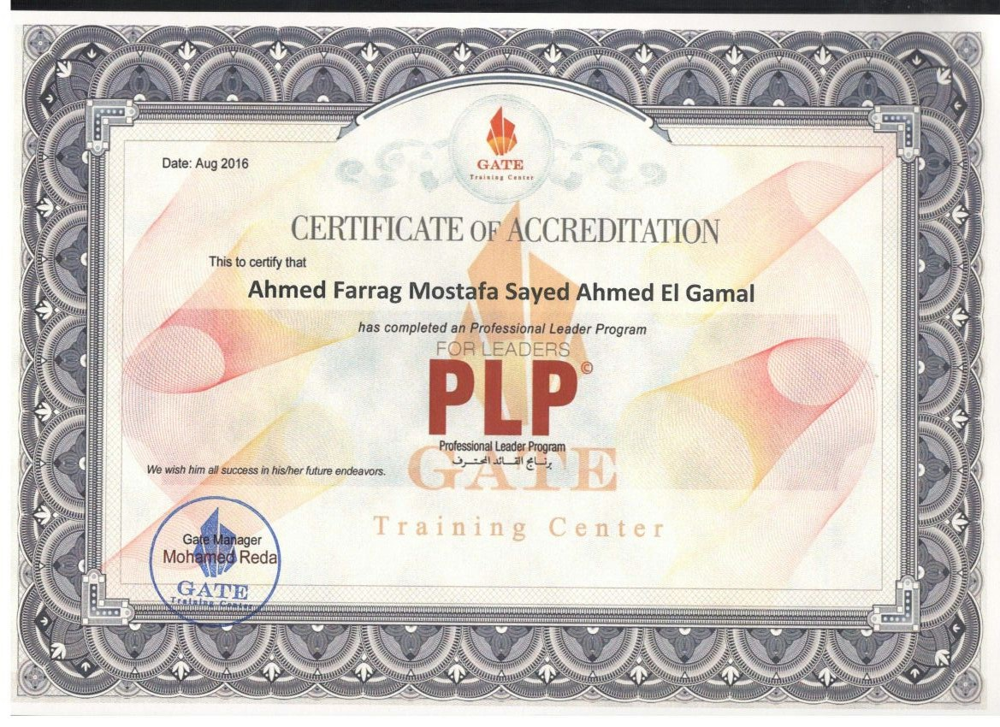 GATE
Training Center
Date: Aug 2016
CERTIFICATE OF ACCREDITATION
This to certify that
Ahmed Farrag Mostafa Sayed Ahmed El Gamal
has completed an Professional Leader Program
FOR LEADERS
PLP©
Professional Leader Program
برنامج القائد المحترف
We wish him all success in his/her future endeavors.
GATE
Training Center
Gate Manager
Mohamed Reda
GATE
Training Center